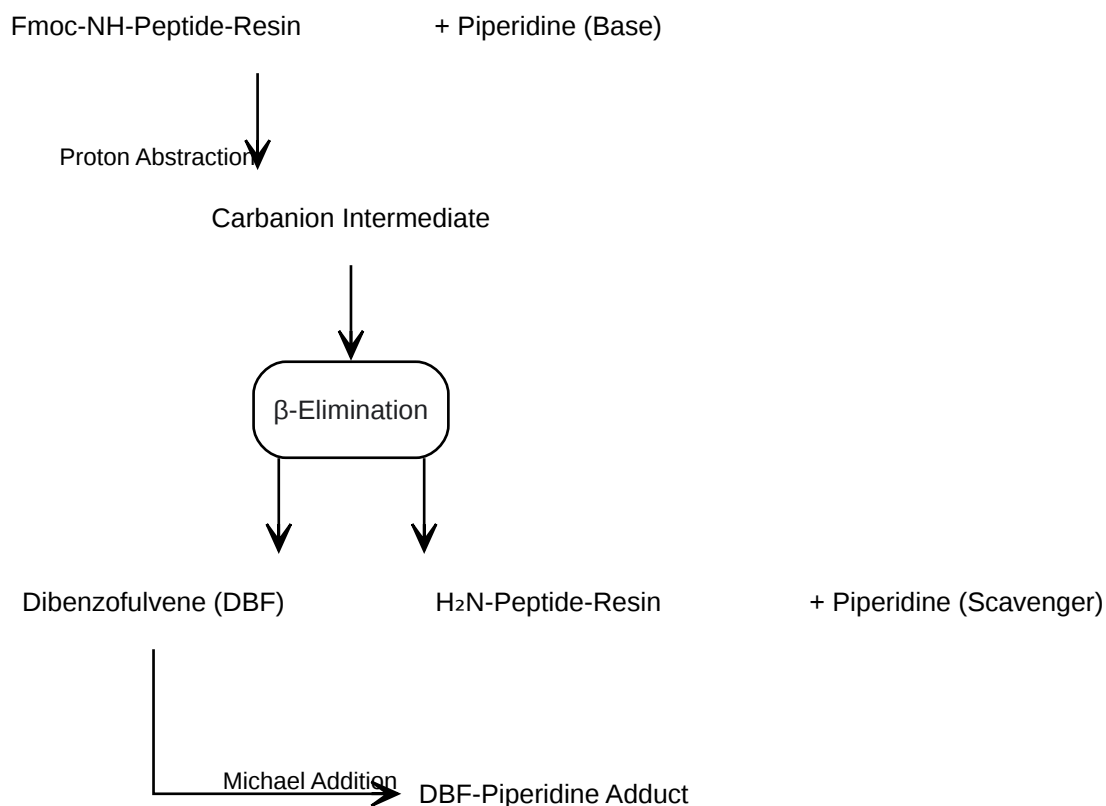 Fmoc-NH-Peptide-Resin + Piperidine (Base)
Proton Abstraction
Carbanion Intermediate
β-Elimination
Dibenzofulvene (DBF) H₂N-Peptide-Resin + Piperidine (Scavenger)
Michael Addition
DBF-Piperidine Adduct